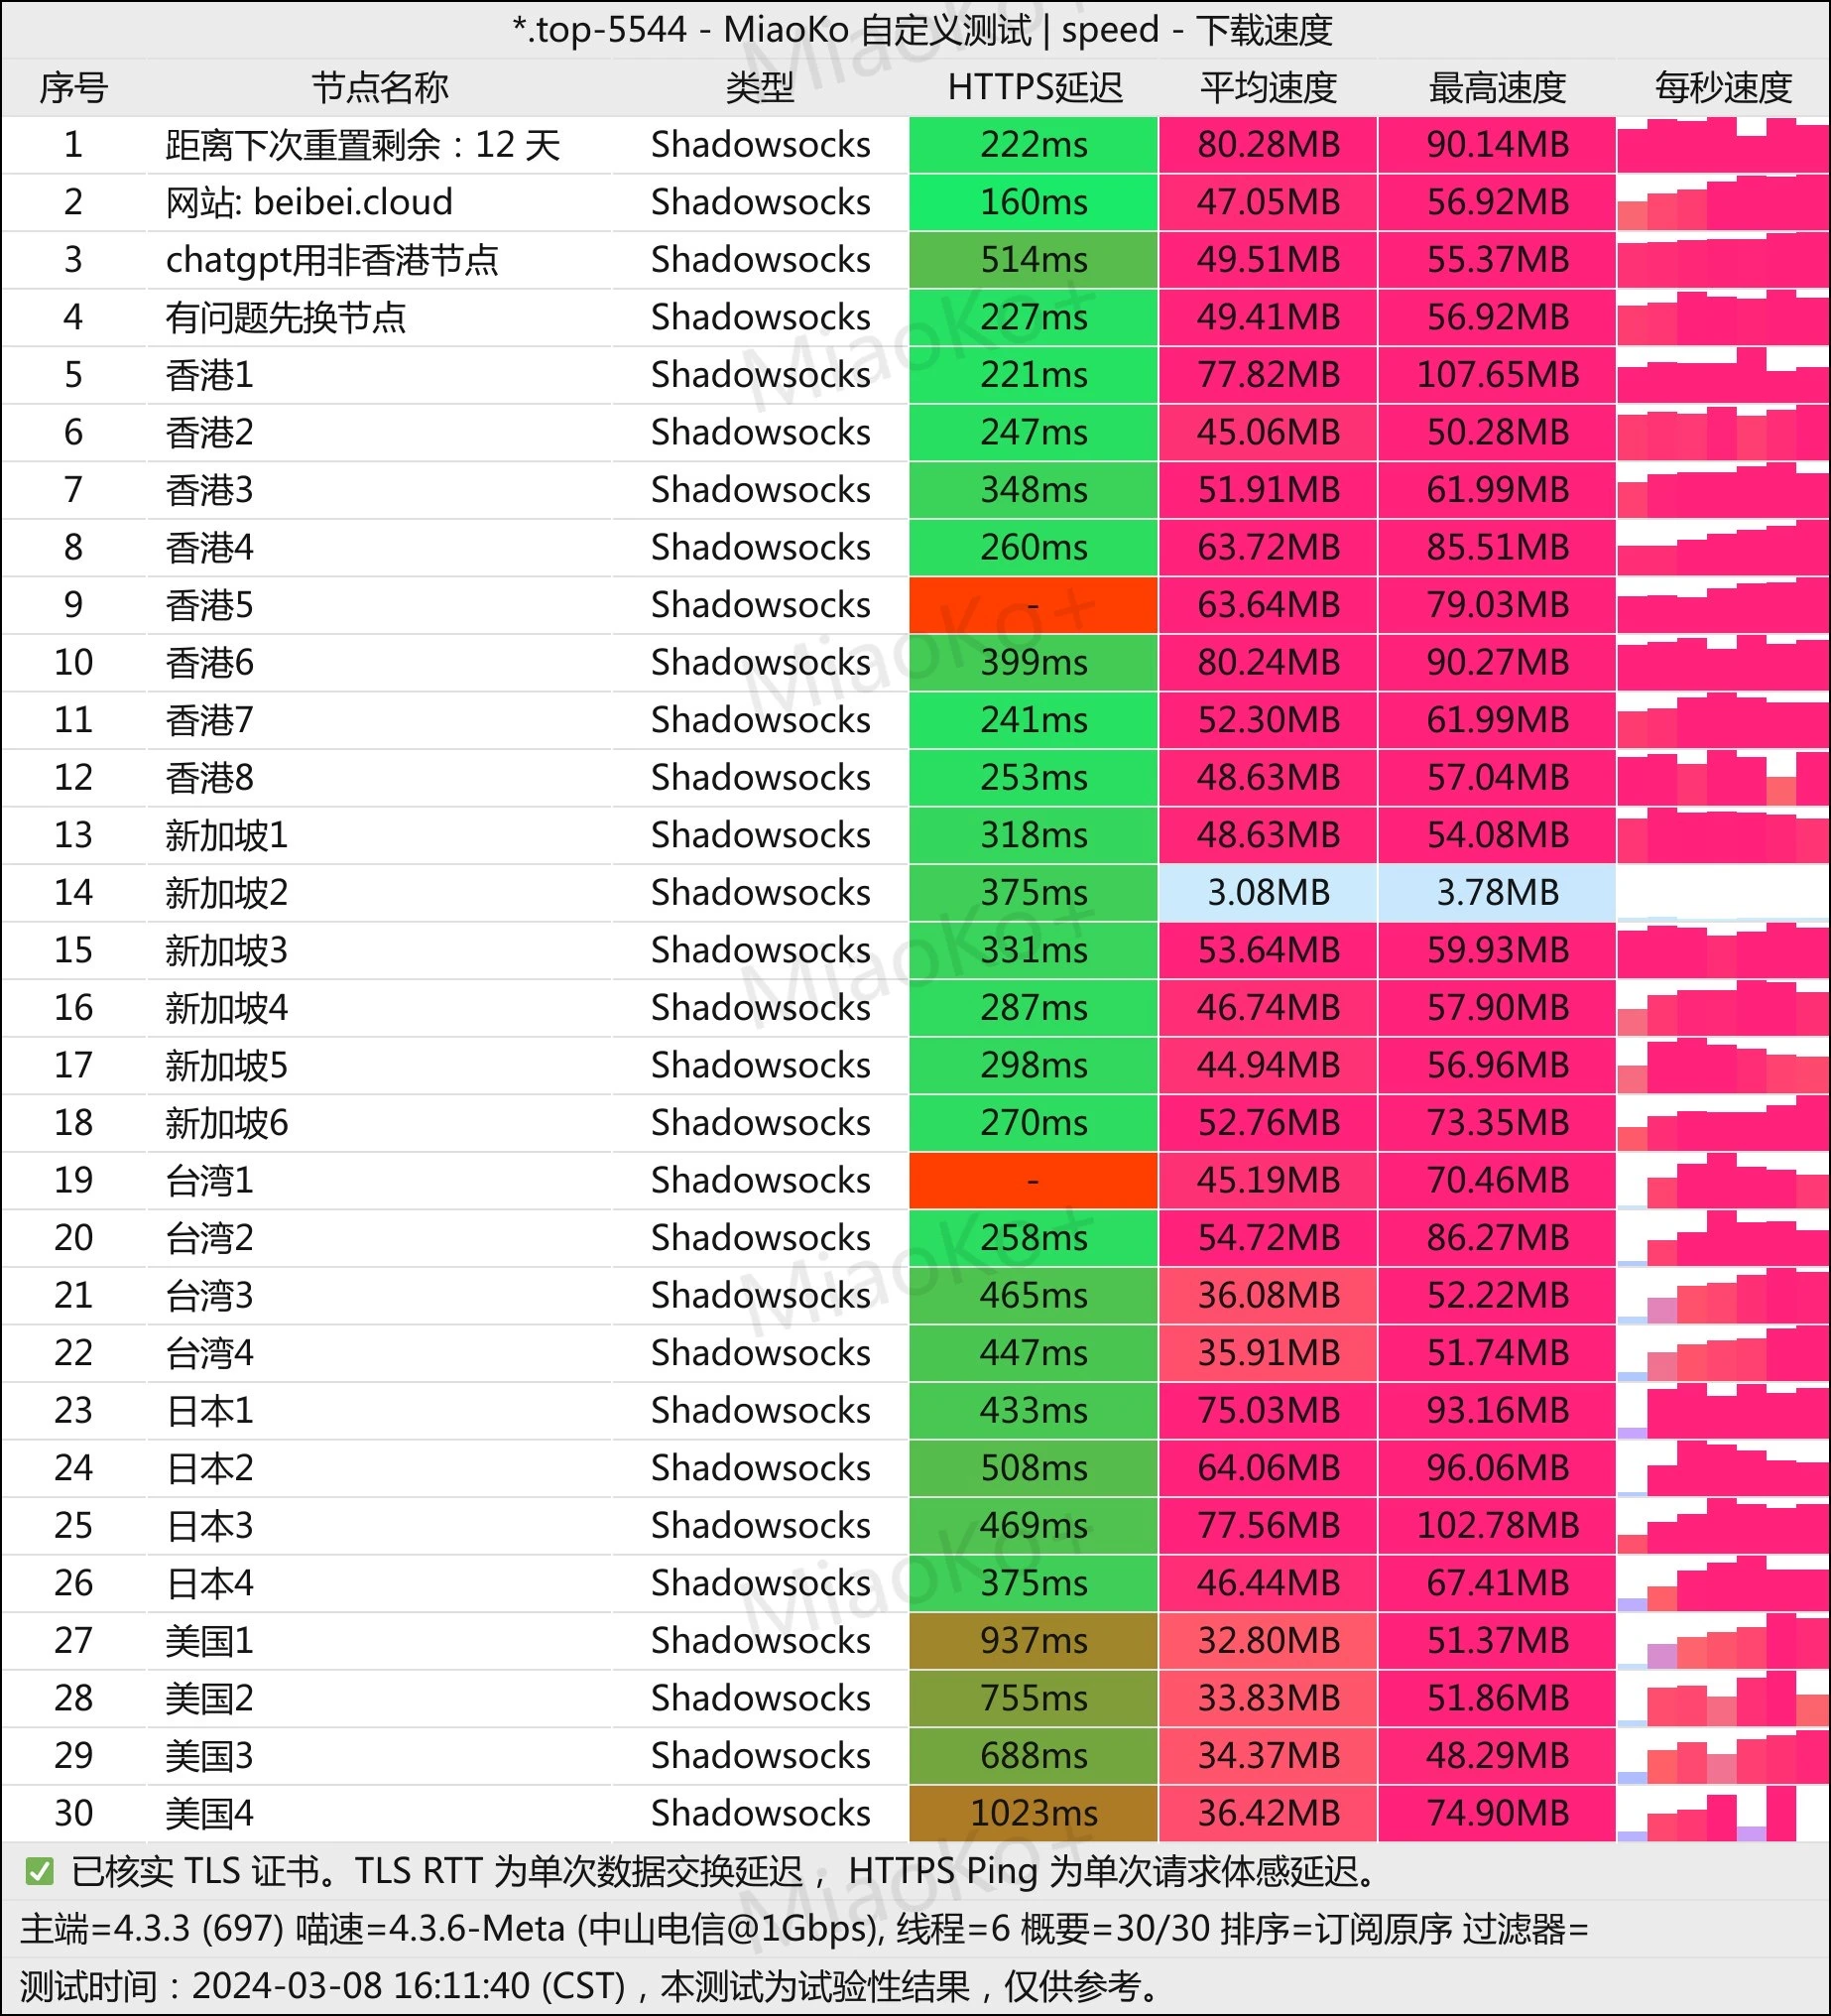 *.top-5544 - MiaoKo 自定义测试 | speed - 下载速度
序号 节点名称 类型 HTTPS延迟 平均速度 最高速度 每秒速度
1 距离下次重置剩余：12 天 Shadowsocks 222ms 80.28MB 90.14MB
2 网站: beibei.cloud Shadowsocks 160ms 47.05MB 56.92MB
3 chatgpt用非香港节点 Shadowsocks 514ms 49.51MB 55.37MB
4 有问题先换节点 Shadowsocks 227ms 49.41MB 56.92MB
5 香港1 Shadowsocks 221ms 77.82MB 107.65MB
6 香港2 Shadowsocks 247ms 45.06MB 50.28MB
7 香港3 Shadowsocks 348ms 51.91MB 61.99MB
8 香港4 Shadowsocks 260ms 63.72MB 85.51MB
9 香港5 Shadowsocks - 63.64MB 79.03MB
10 香港6 Shadowsocks 399ms 80.24MB 90.27MB
11 香港7 Shadowsocks 241ms 52.30MB 61.99MB
12 香港8 Shadowsocks 253ms 48.63MB 57.04MB
13 新加坡1 Shadowsocks 318ms 48.63MB 54.08MB
14 新加坡2 Shadowsocks 375ms 3.08MB 3.78MB
15 新加坡3 Shadowsocks 331ms 53.64MB 59.93MB
16 新加坡4 Shadowsocks 287ms 46.74MB 57.90MB
17 新加坡5 Shadowsocks 298ms 44.94MB 56.96MB
18 新加坡6 Shadowsocks 270ms 52.76MB 73.35MB
19 台湾1 Shadowsocks - 45.19MB 70.46MB
20 台湾2 Shadowsocks 258ms 54.72MB 86.27MB
21 台湾3 Shadowsocks 465ms 36.08MB 52.22MB
22 台湾4 Shadowsocks 447ms 35.91MB 51.74MB
23 日本1 Shadowsocks 433ms 75.03MB 93.16MB
24 日本2 Shadowsocks 508ms 64.06MB 96.06MB
25 日本3 Shadowsocks 469ms 77.56MB 102.78MB
26 日本4 Shadowsocks 375ms 46.44MB 67.41MB
27 美国1 Shadowsocks 937ms 32.80MB 51.37MB
28 美国2 Shadowsocks 755ms 33.83MB 51.86MB
29 美国3 Shadowsocks 688ms 34.37MB 48.29MB
30 美国4 Shadowsocks 1023ms 36.42MB 74.90MB
✅ 已核实 TLS 证书。TLS RTT 为单次数据交换延迟， HTTPS Ping 为单次请求体感延迟。
主端=4.3.3 (697) 喵速=4.3.6-Meta (中山电信@1Gbps), 线程=6 概要=30/30 排序=订阅原序 过滤器=
测试时间：2024-03-08 16:11:40 (CST)，本测试为试验性结果，仅供参考。
MiaoKo+
MiaoKo+
MiaoKo+
MiaoKo+
MiaoKo+
MiaoKo+
MiaoKo+